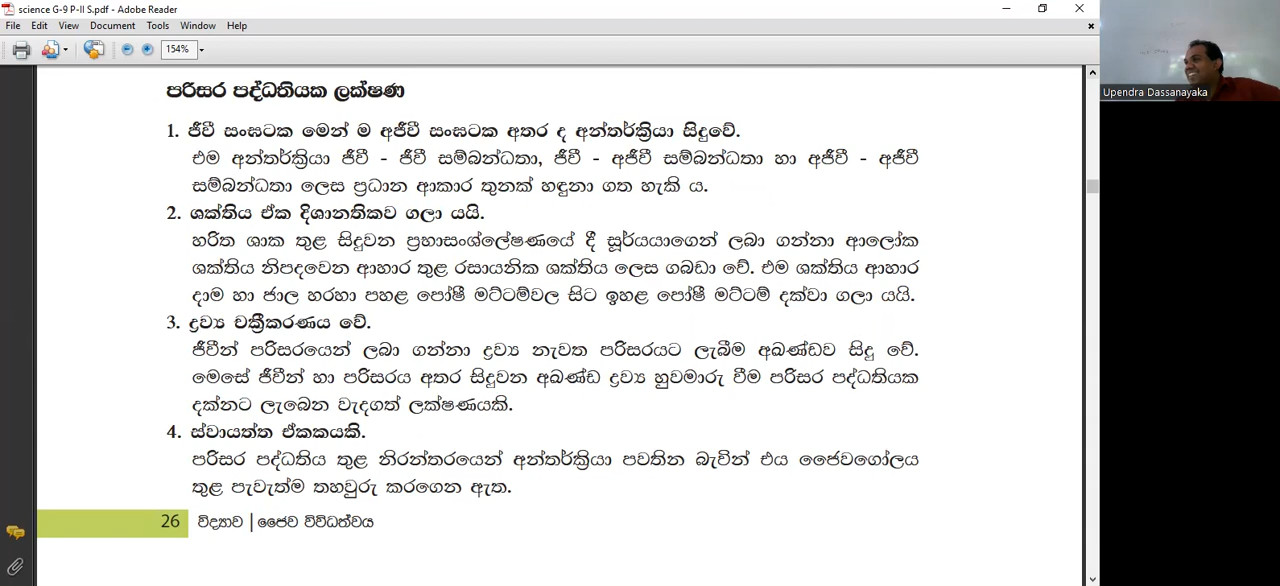 science G-9 P-II S.pdf - Adobe Reader
File Edit View Document Tools Window Help
154%
පරිසර පද්ධතියක ලක්ෂණ
1. ජීවී සංඝටක මෙන් ම අජීවී සංඝටක අතර ද අන්තර්ක්‍රියා සිදුවේ.
එම අන්තර්ක්‍රියා ජීවී - ජීවී සම්බන්ධතා, ජීවී - අජීවී සම්බන්ධතා හා අජීවී - අජීවී
සම්බන්ධතා ලෙස ප්‍රධාන ආකාර තුනක් හඳුනා ගත හැකි ය.
2. ශක්තිය ඒක දිශානතිකව ගලා යයි.
හරිත ශාක තුළ සිදුවන ප්‍රභාසංශ්ලේෂණයේ දී සූර්යයාගෙන් ලබා ගන්නා ආලෝක
ශක්තිය නිපදවෙන ආහාර තුළ රසායනික ශක්තිය ලෙස ගබඩා වේ. එම ශක්තිය ආහාර
දාම හා ජාල හරහා පහළ පෝෂී මට්ටම්වල සිට ඉහළ පෝෂී මට්ටම් දක්වා ගලා යයි.
3. ද්‍රව්‍ය චක්‍රීකරණය වේ.
ජීවීන් පරිසරයෙන් ලබා ගන්නා ද්‍රව්‍ය නැවත පරිසරයට ලැබීම අඛණ්ඩව සිදු වේ.
මෙසේ ජීවීන් හා පරිසරය අතර සිදුවන අඛණ්ඩ ද්‍රව්‍ය හුවමාරු වීම පරිසර පද්ධතියක
දක්නට ලැබෙන වැදගත් ලක්ෂණයකි.
4. ස්වායත්ත ඒකකයකි.
පරිසර පද්ධතිය තුළ නිරන්තරයෙන් අන්තර්ක්‍රියා පවතින බැවින් එය ජෛවගෝලය
තුළ පැවැත්ම තහවුරු කරගෙන ඇත.
26 විද්‍යාව | ජෛව විවිධත්වය
Upendra Dassanayaka